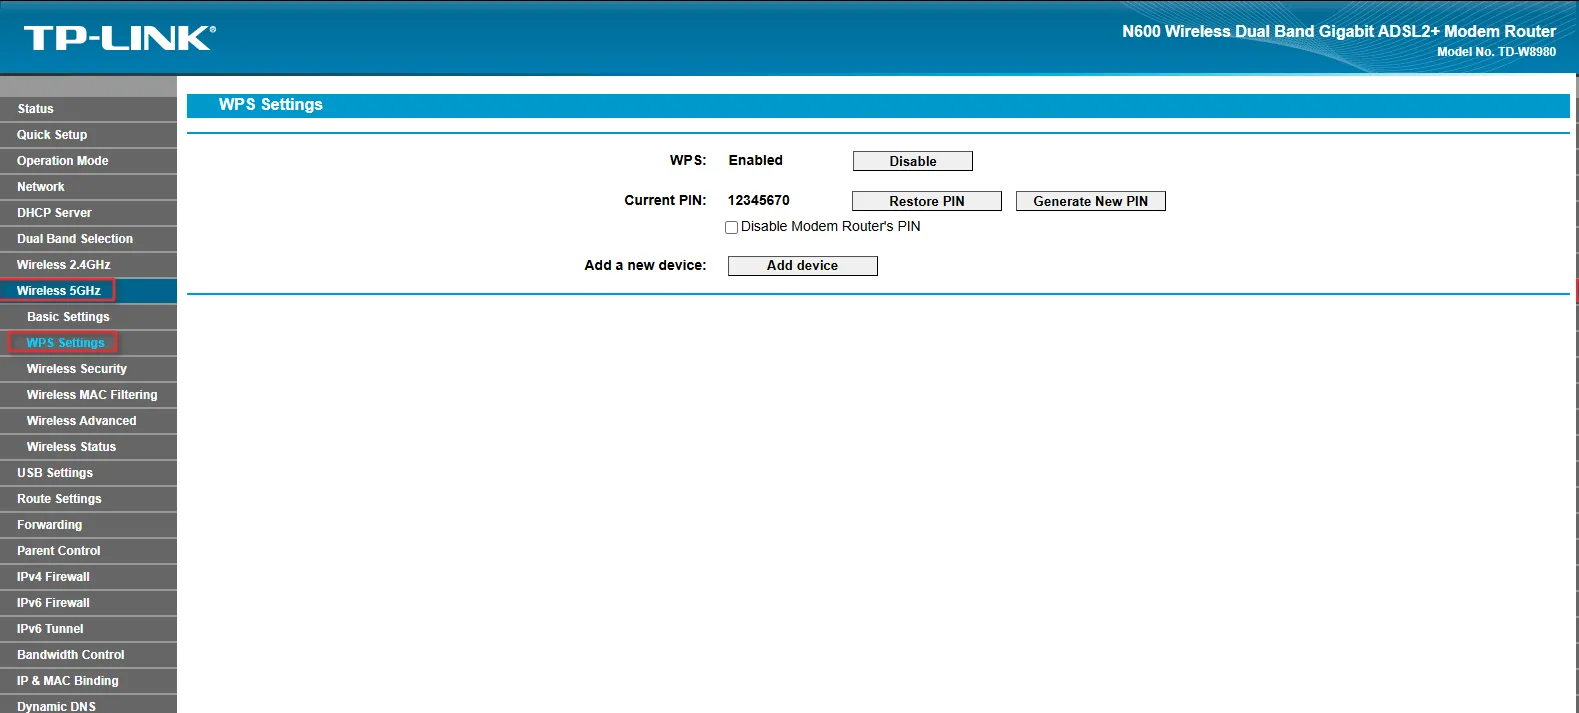 TP-LINK®
N600 Wireless Dual Band Gigabit ADSL2+ Modem Router
Model No. TD-W8980
Status
Quick Setup
Operation Mode
Network
DHCP Server
Dual Band Selection
Wireless 2.4GHz
Wireless 5GHz
Basic Settings
WPS Settings
Wireless Security
Wireless MAC Filtering
Wireless Advanced
Wireless Status
USB Settings
Route Settings
Forwarding
Parent Control
IPv4 Firewall
IPv6 Firewall
IPv6 Tunnel
Bandwidth Control
IP & MAC Binding
Dynamic DNS
WPS Settings
WPS: Enabled Disable
Current PIN: 12345670 Restore PIN Generate New PIN
Disable Modem Router's PIN
Add a new device: Add device